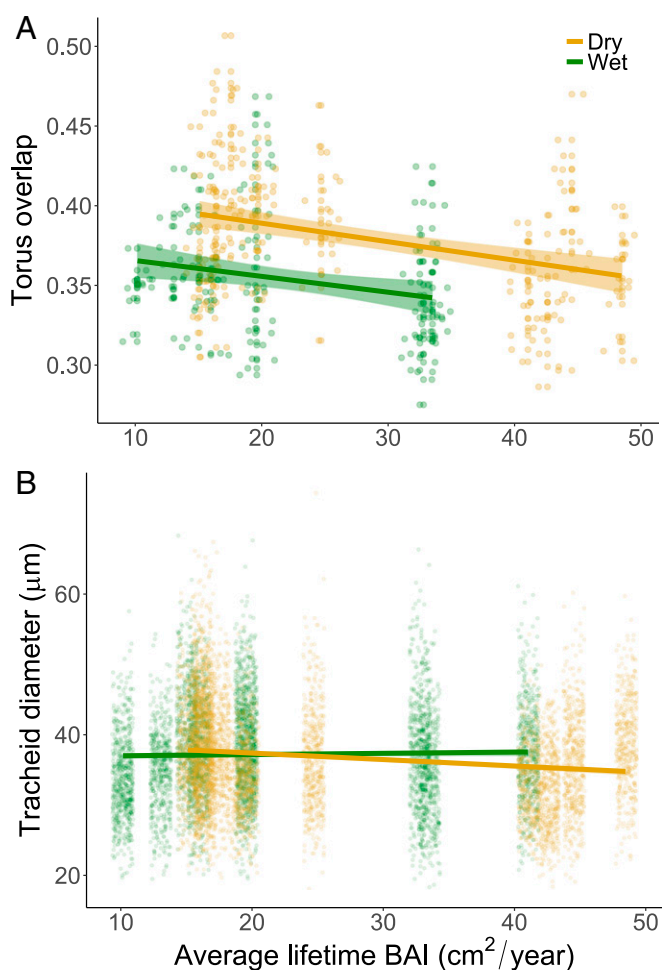 A
0.50
Dry
Wet
0.45
Torus overlap
0.40
0.35
0.30
10 20 30 40 50
B
Tracheid diameter (μm)
60
40
20
10 20 30 40 50
Average lifetime BAI (cm²/year)